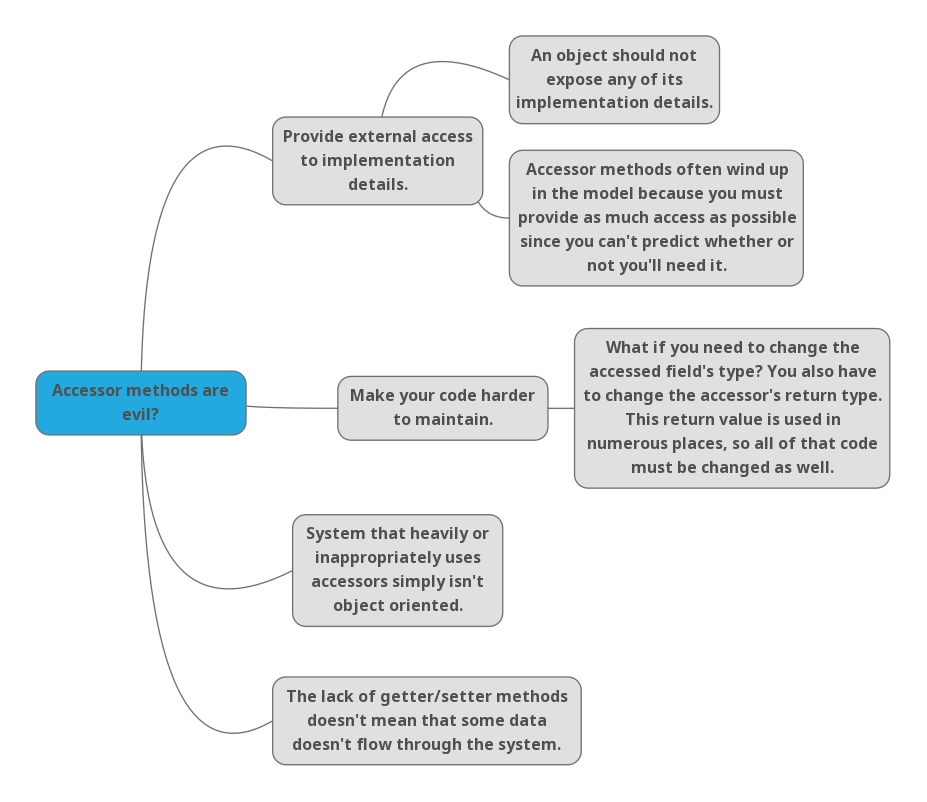 An object should not
expose any of its
implementation details.
Provide external access
to implementation
details.
Accessor methods often wind up
in the model because you must
provide as much access as possible
since you can't predict whether or
not you'll need it.
What if you need to change the
accessed field's type? You also have
to change the accessor's return type.
This return value is used in
numerous places, so all of that code
must be changed as well.
Accessor methods are
evil?
Make your code harder
to maintain.
System that heavily or
inappropriately uses
accessors simply isn't
object oriented.
The lack of getter/setter methods
doesn't mean that some data
doesn't flow through the system.